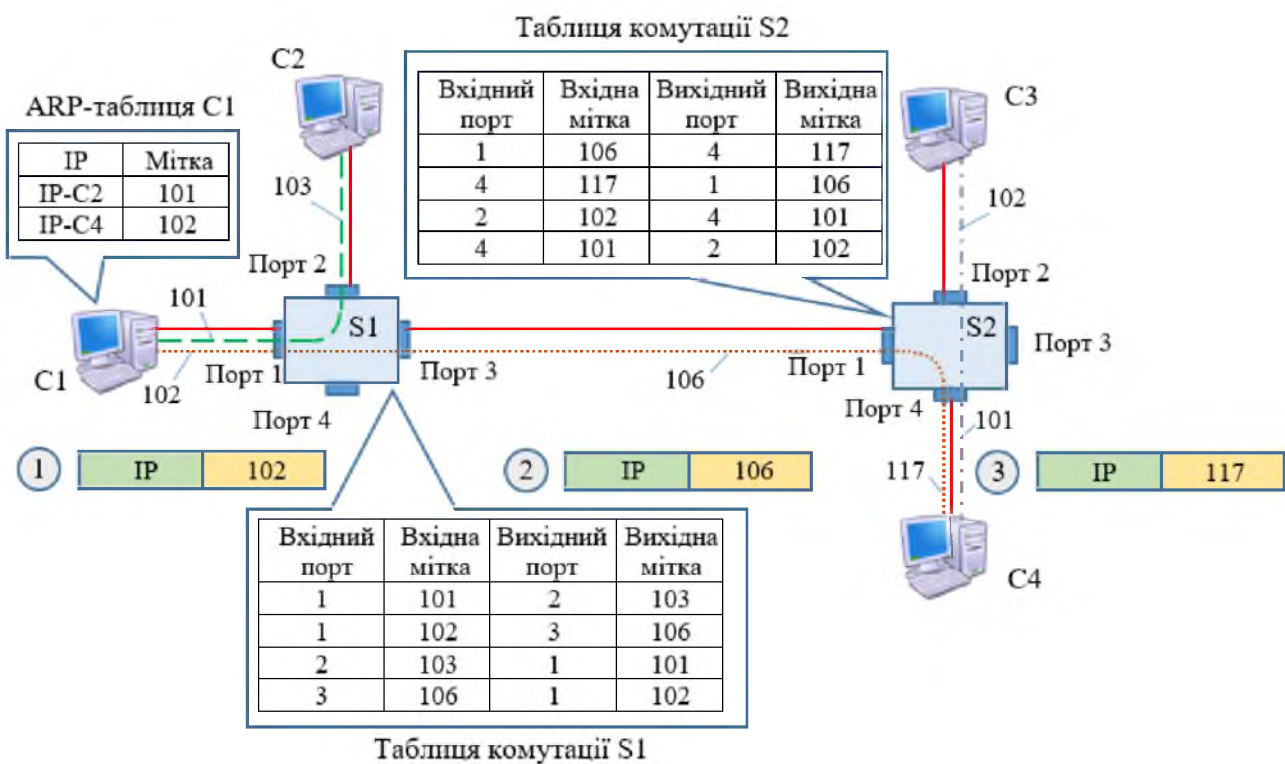 Таблиця комутації S2
Вхідний порт Вхідна мітка Вихідний порт Вихідна мітка
1 106 4 117
4 117 1 106
2 102 4 101
4 101 2 102
C2
ARP-таблиця C1
IP Мітка
IP-C2 101
IP-C4 102
103
C3
102
Порт 2
Порт 2
101
S1
S2
Порт 3
C1
102
Порт 1
Порт 3
106
Порт 1
Порт 4
Порт 4
101
1 IP 102
2 IP 106
117
3 IP 117
C4
Вхідний порт Вхідна мітка Вихідний порт Вихідна мітка
1 101 2 103
1 102 3 106
2 103 1 101
3 106 1 102
Таблиця комутації S1